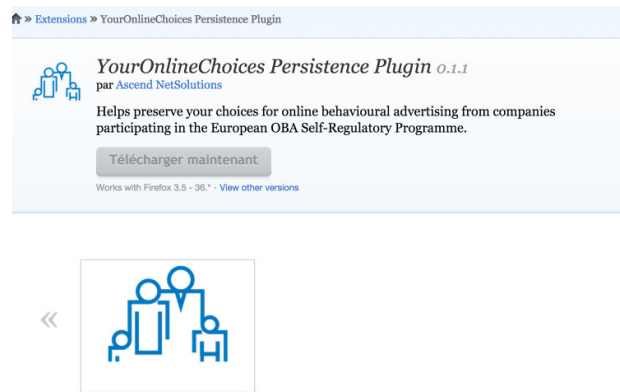 » Extensions » YourOnlineChoices Persistence Plugin
YourOnlineChoices Persistence Plugin 0.1.1
par Ascend NetSolutions
Helps preserve your choices for online behavioural advertising from companies
participating in the European OBA Self-Regulatory Programme.
Télécharger maintenant
Works with Firefox 3.5 - 36.* · View other versions
«